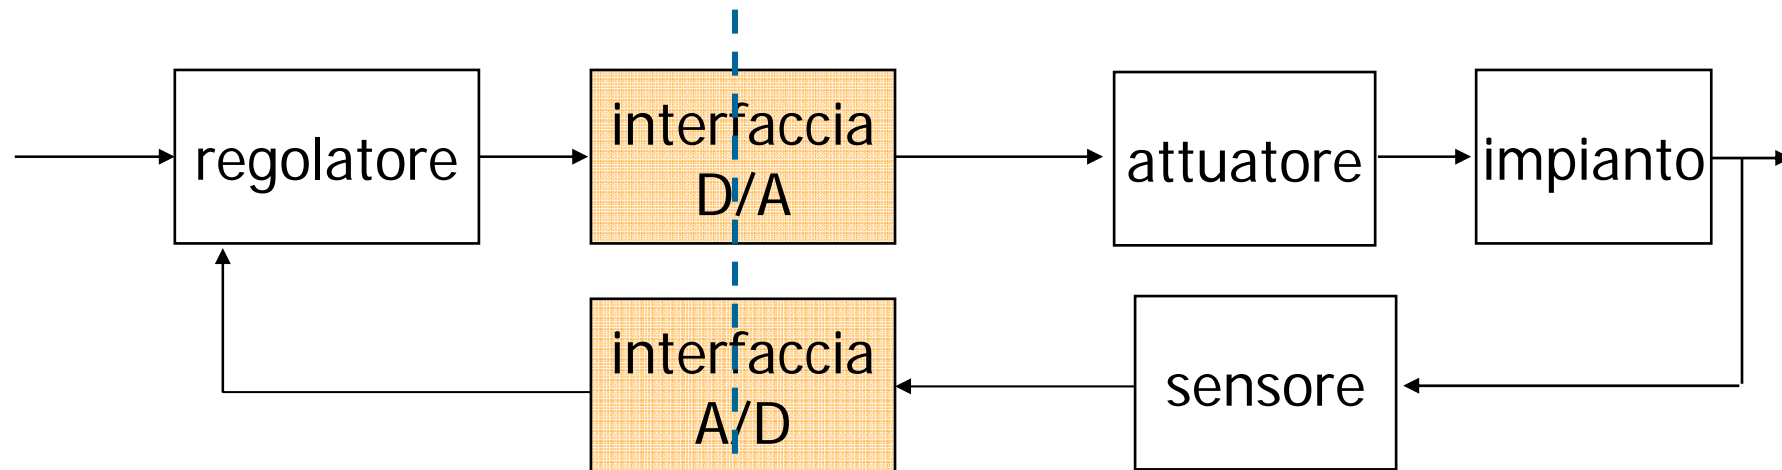 regolatore
interfaccia
D/A
attuatore
impianto
interfaccia
A/D
sensore